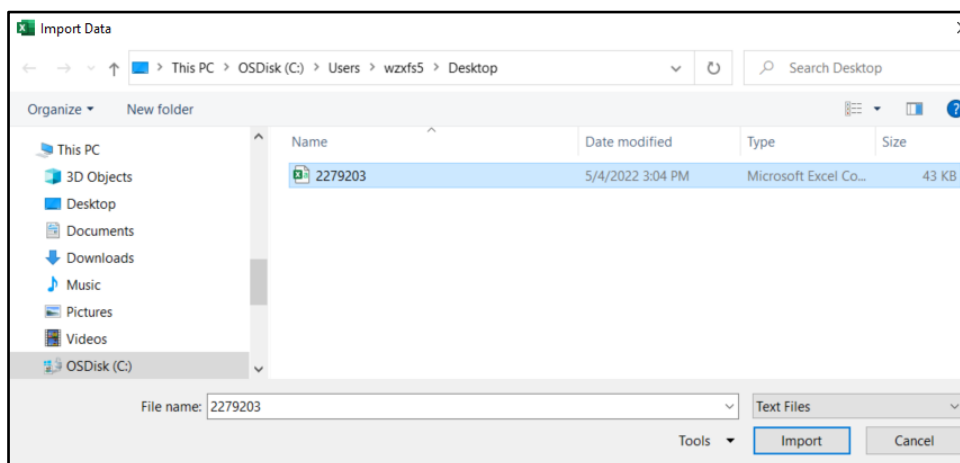 Import Data
This PC > OSDisk (C:) > Users > wzxfs5 > Desktop
Search Desktop
Organize
New folder
Name
Date modified
Type
Size
2279203
5/4/2022 3:04 PM
Microsoft Excel Co...
43 KB
This PC
3D Objects
Desktop
Documents
Downloads
Music
Pictures
Videos
OSDisk (C:)
File name: 2279203
Text Files
Tools
Import
Cancel